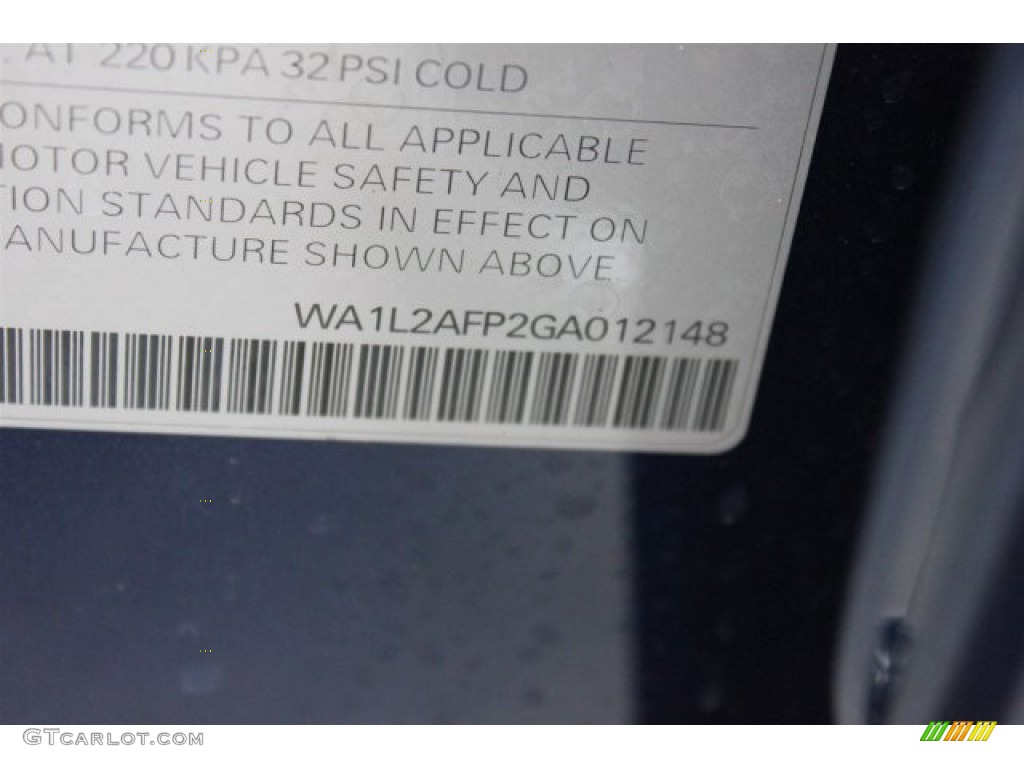 . AT 220 KPA 32 PSI COLD
ONFORMS TO ALL APPLICABLE
OTOR VEHICLE SAFETY AND
TION STANDARDS IN EFFECT ON
ANUFACTURE SHOWN ABOVE
WA1L2AFP2GA012148
GTCARLOT.COM